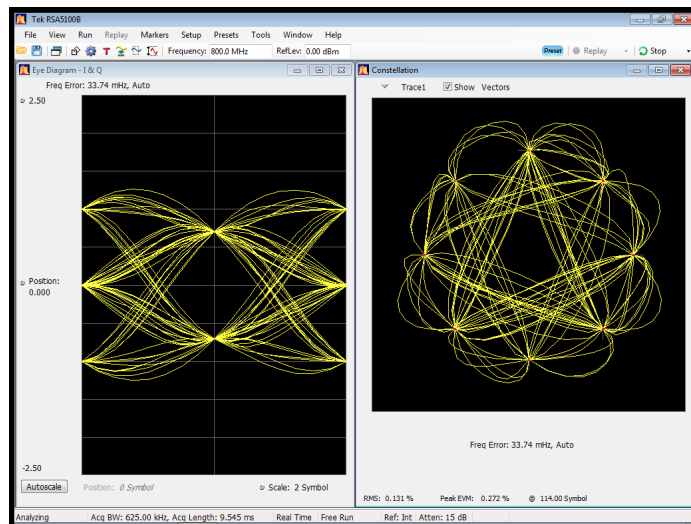 Tek RSA5100B
File View Run Replay Markers Setup Presets Tools Window Help
T Frequency: 800.0 MHz RefLev: 0.00 dBm Preset Replay Stop
Eye Diagram - I & Q
Freq Error: 33.74 mHz, Auto
2.50
Position:
0.000
-2.50
Autoscale Position: 0 Symbol Scale: 2 Symbol
Constellation
Trace1 Show Vectors
Freq Error: 33.74 mHz, Auto
RMS: 0.131 % Peak EVM: 0.272 % @ 114.00 Symbol
Analyzing Acq BW: 625.00 kHz, Acq Length: 9.545 ms Real Time Free Run Ref: Int Atten: 15 dB